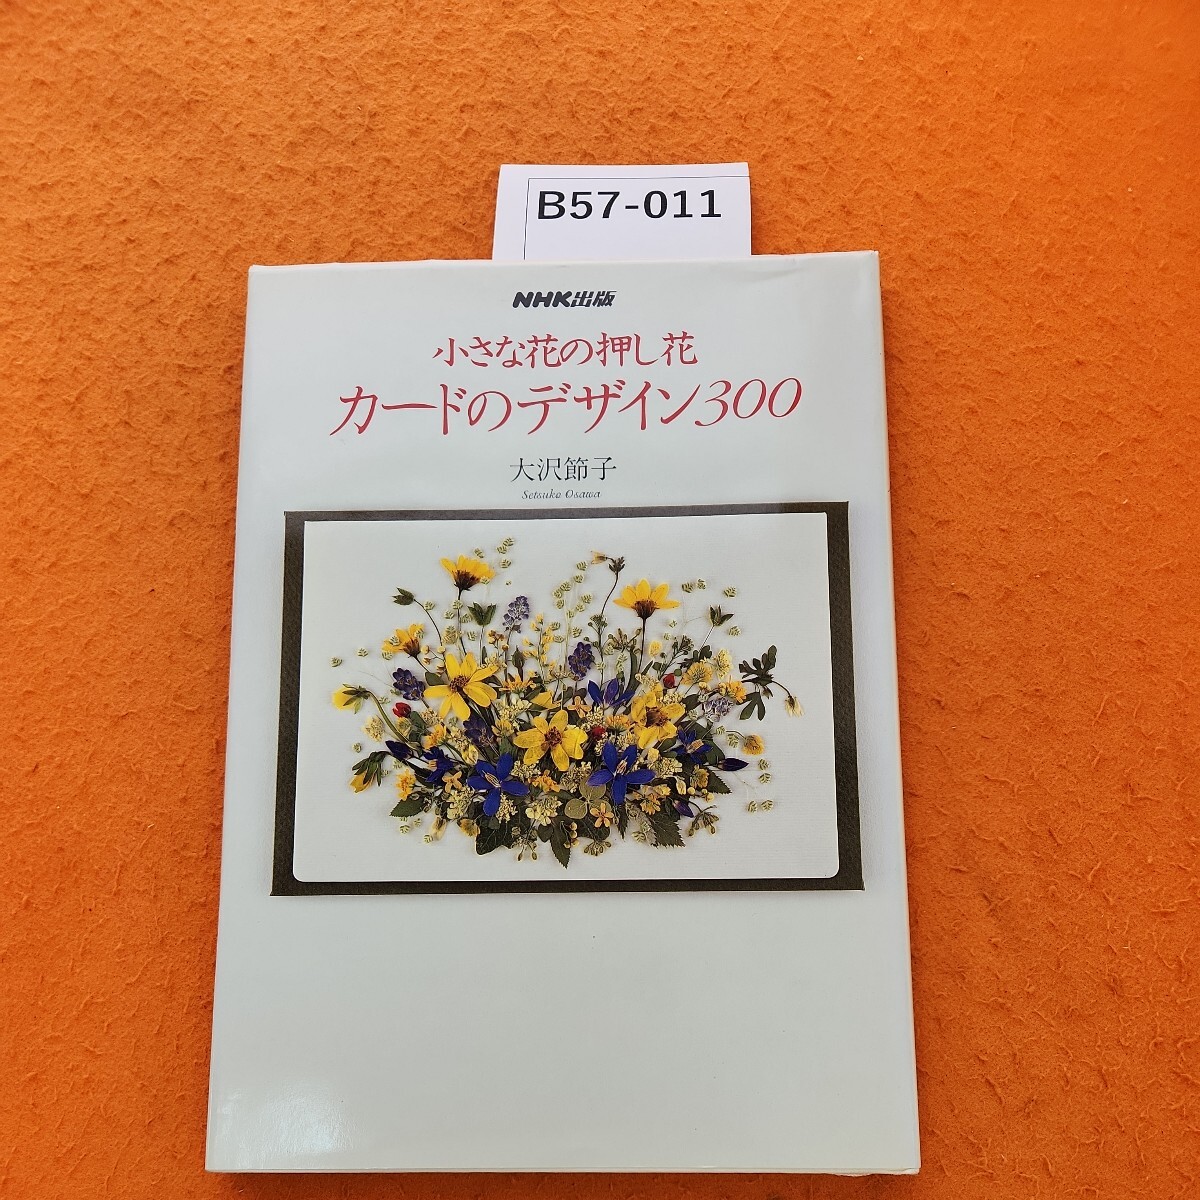 B57-011
NHK出版
小さな花の押し花
カードのデザイン300
大沢節子
Setsuko Osawa